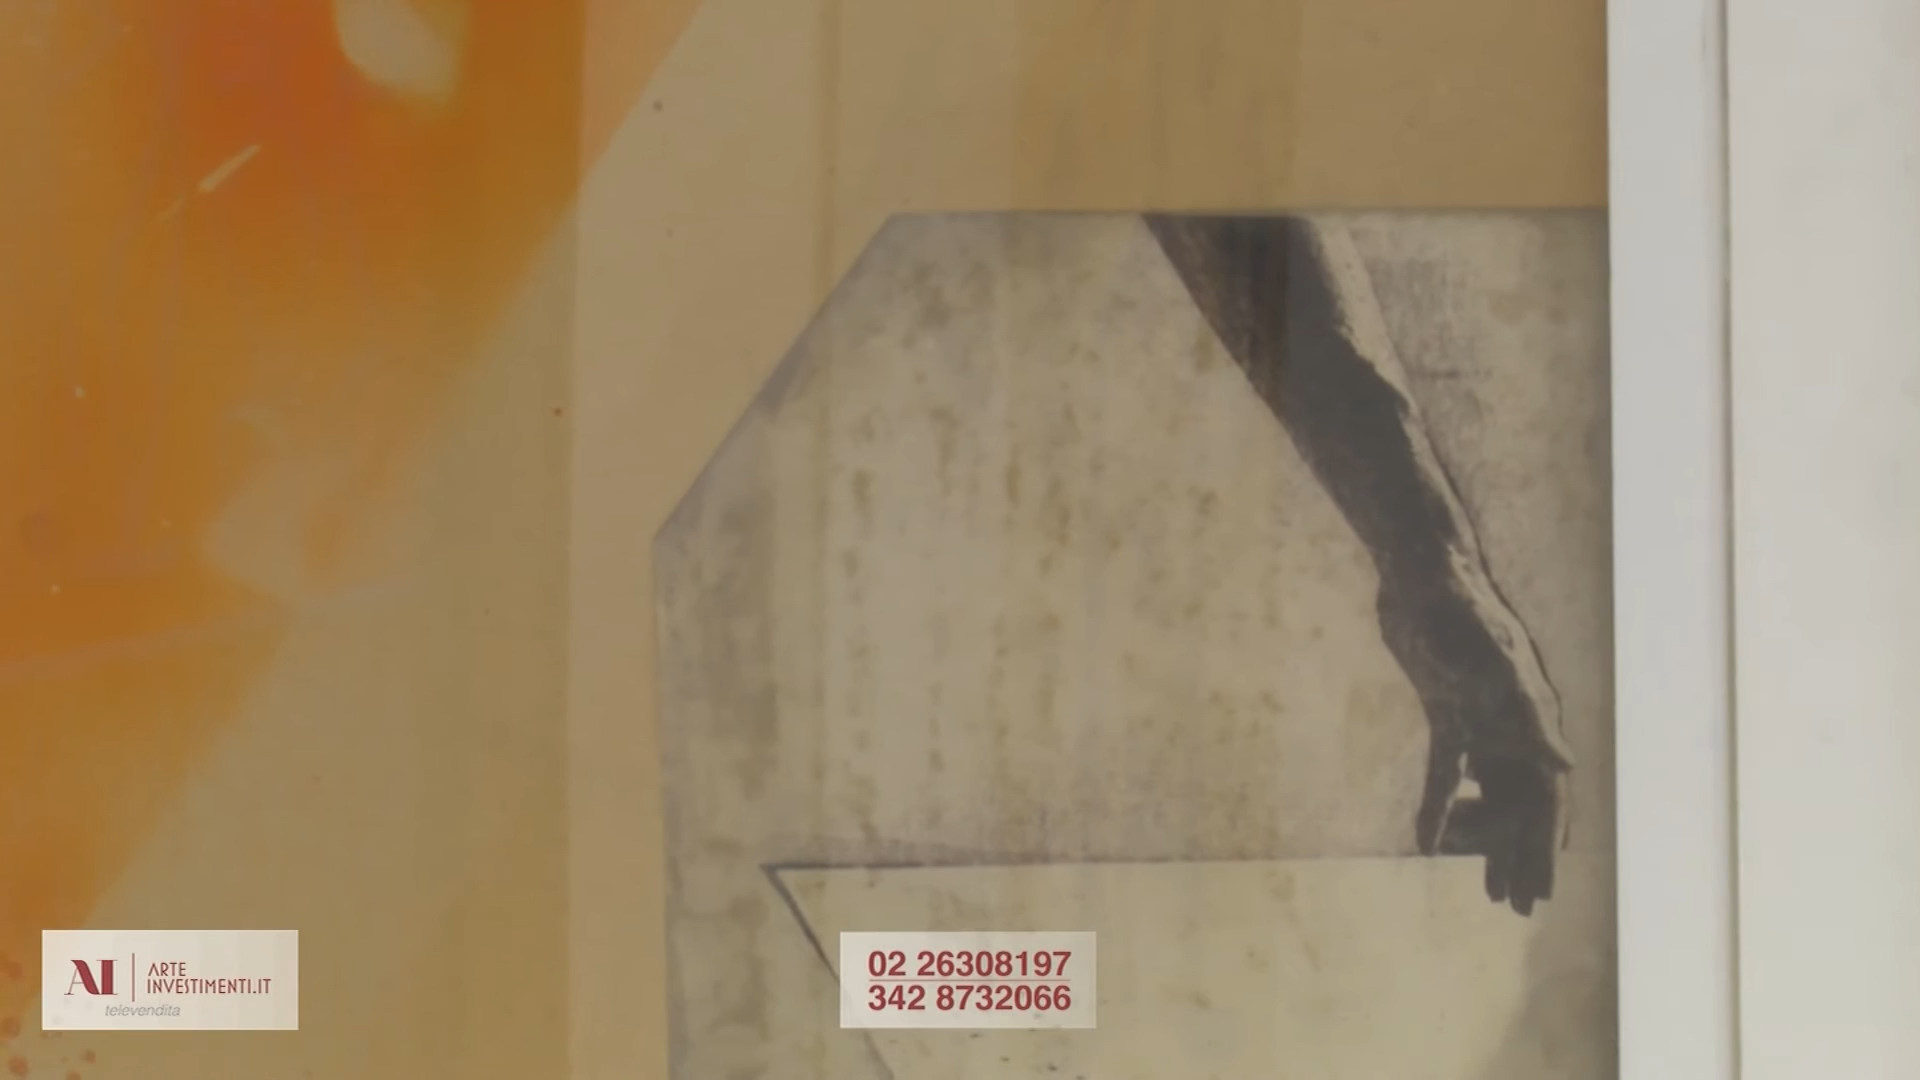 AI
ARTE
INVESTIMENTI.IT
televendita
02 26308197
342 8732066